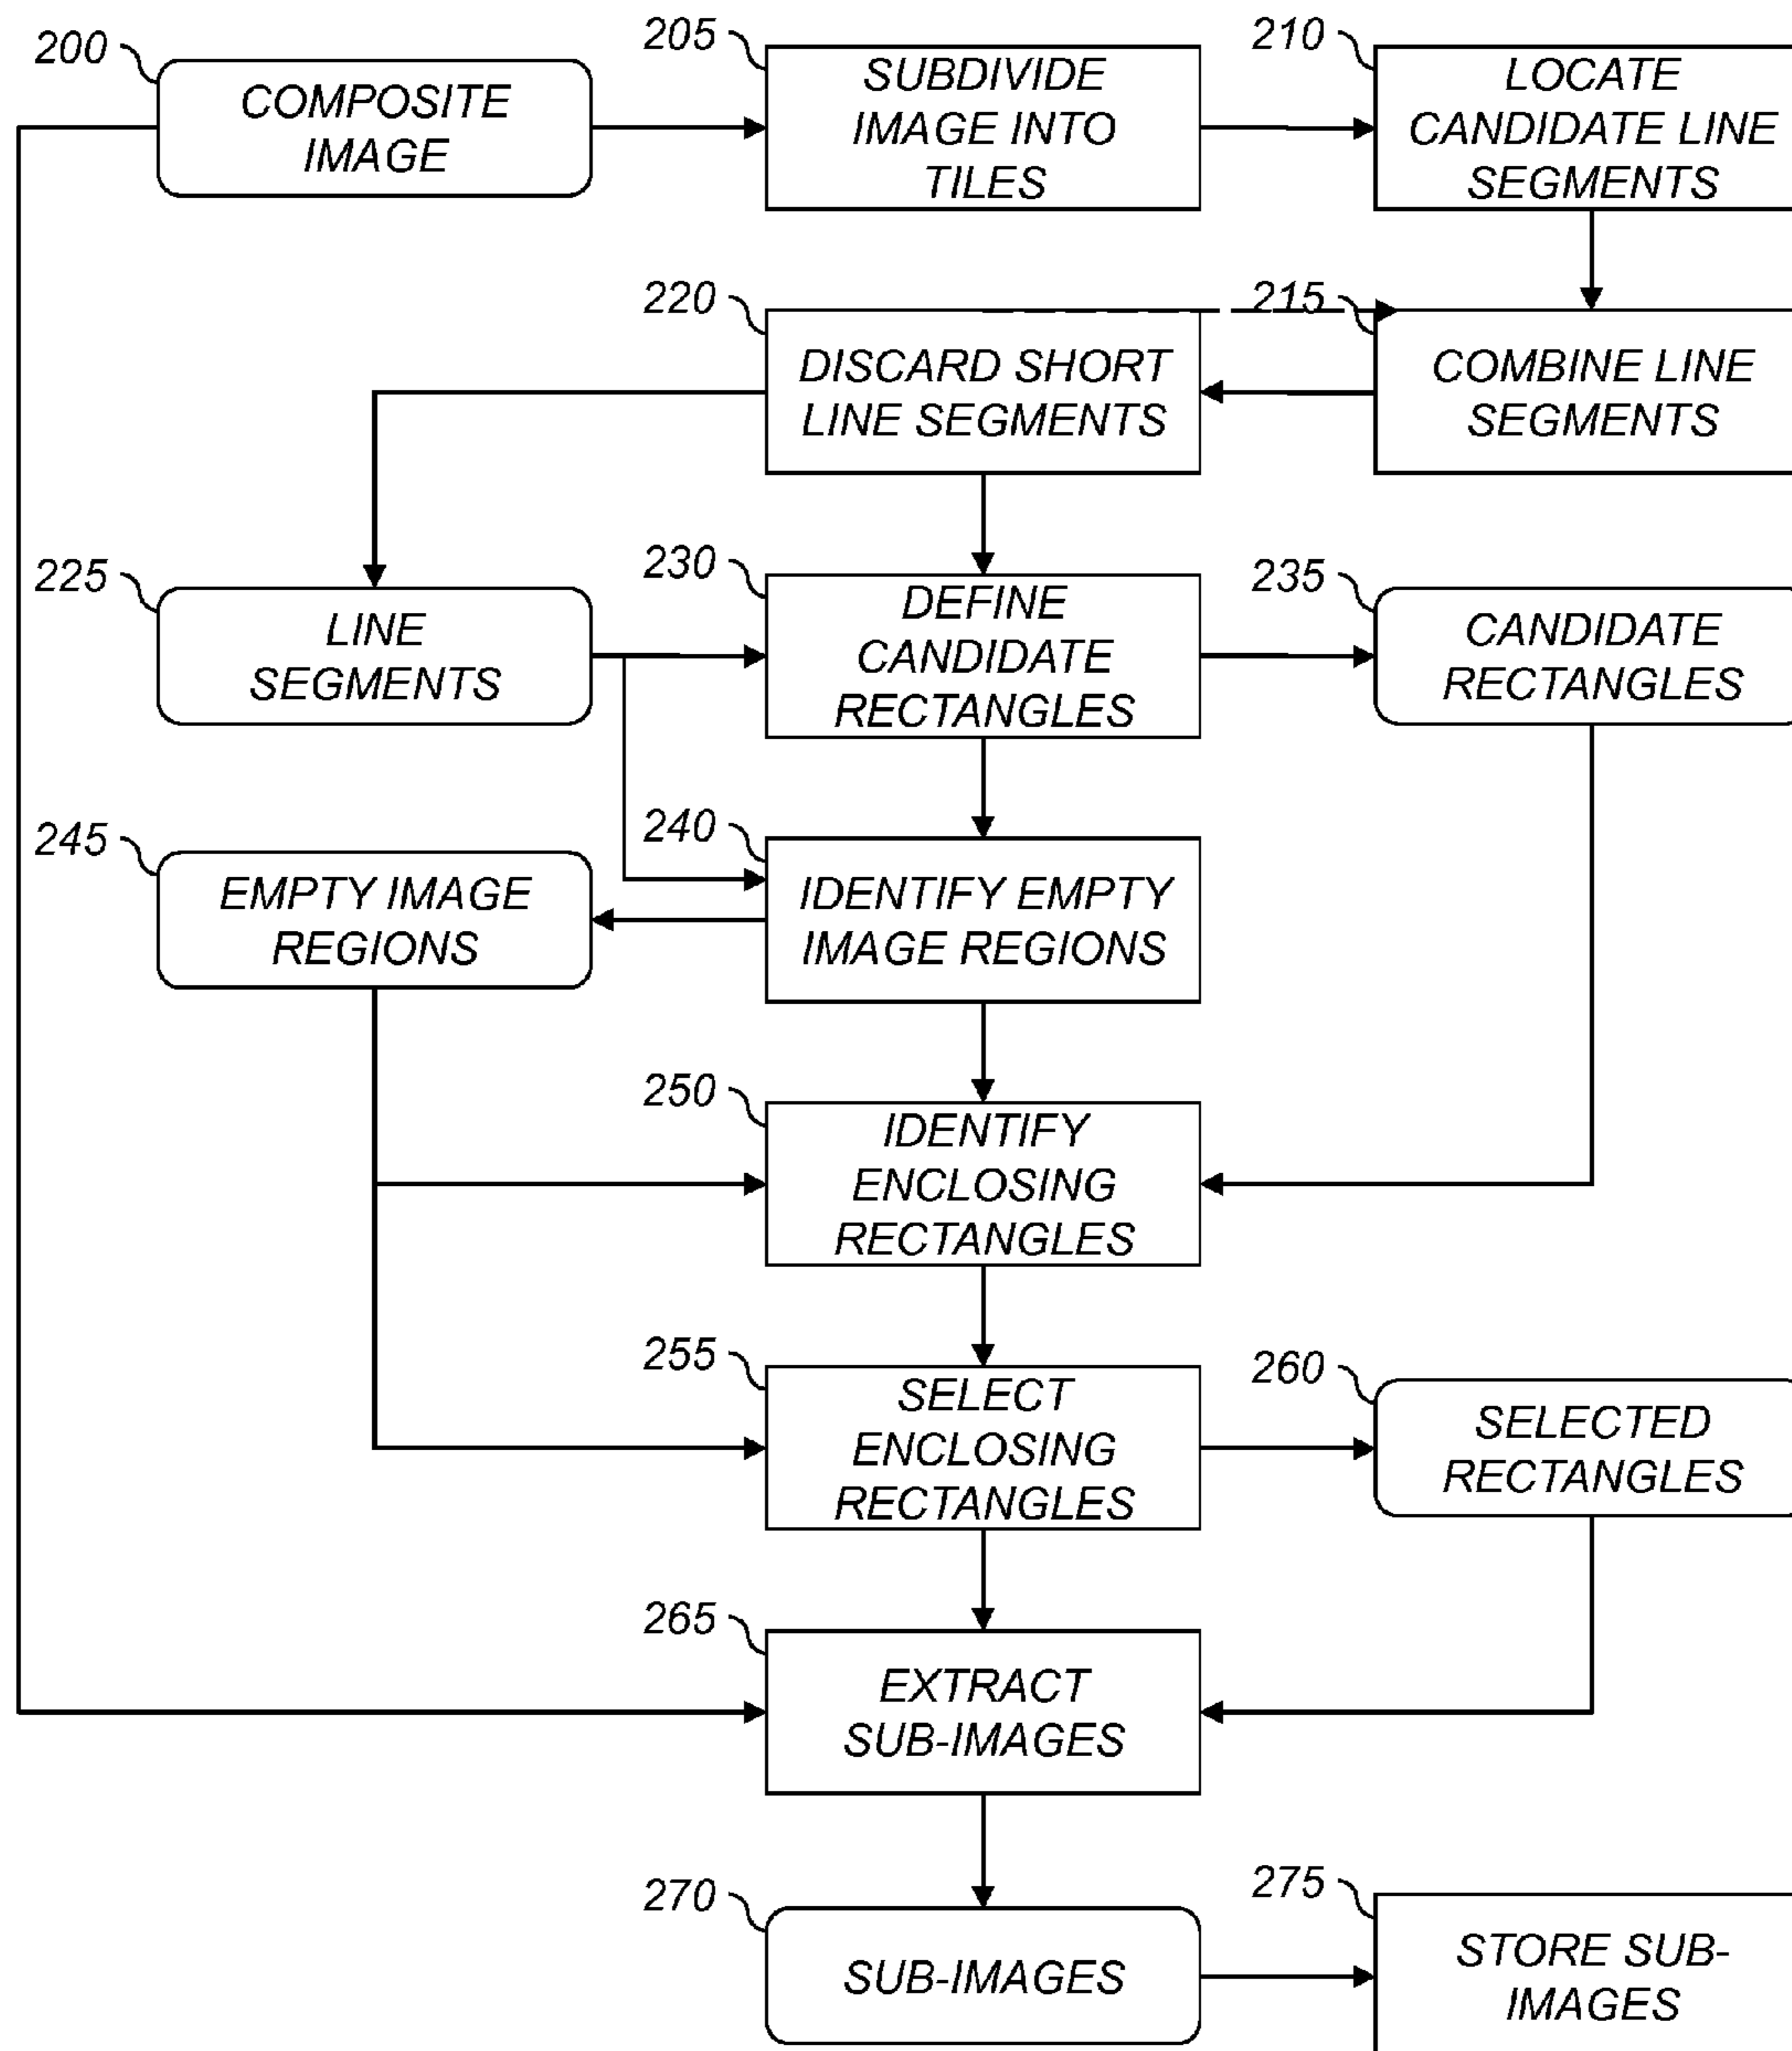 200
COMPOSITE
IMAGE
205
SUBDIVIDE
IMAGE INTO
TILES
210
LOCATE
CANDIDATE LINE
SEGMENTS
220
DISCARD SHORT
LINE SEGMENTS
215
COMBINE LINE
SEGMENTS
225
LINE
SEGMENTS
230
DEFINE
CANDIDATE
RECTANGLES
235
CANDIDATE
RECTANGLES
245
EMPTY IMAGE
REGIONS
240
IDENTIFY EMPTY
IMAGE REGIONS
250
IDENTIFY
ENCLOSING
RECTANGLES
255
SELECT
ENCLOSING
RECTANGLES
260
SELECTED
RECTANGLES
265
EXTRACT
SUB-IMAGES
270
SUB-IMAGES
275
STORE SUB-
IMAGES